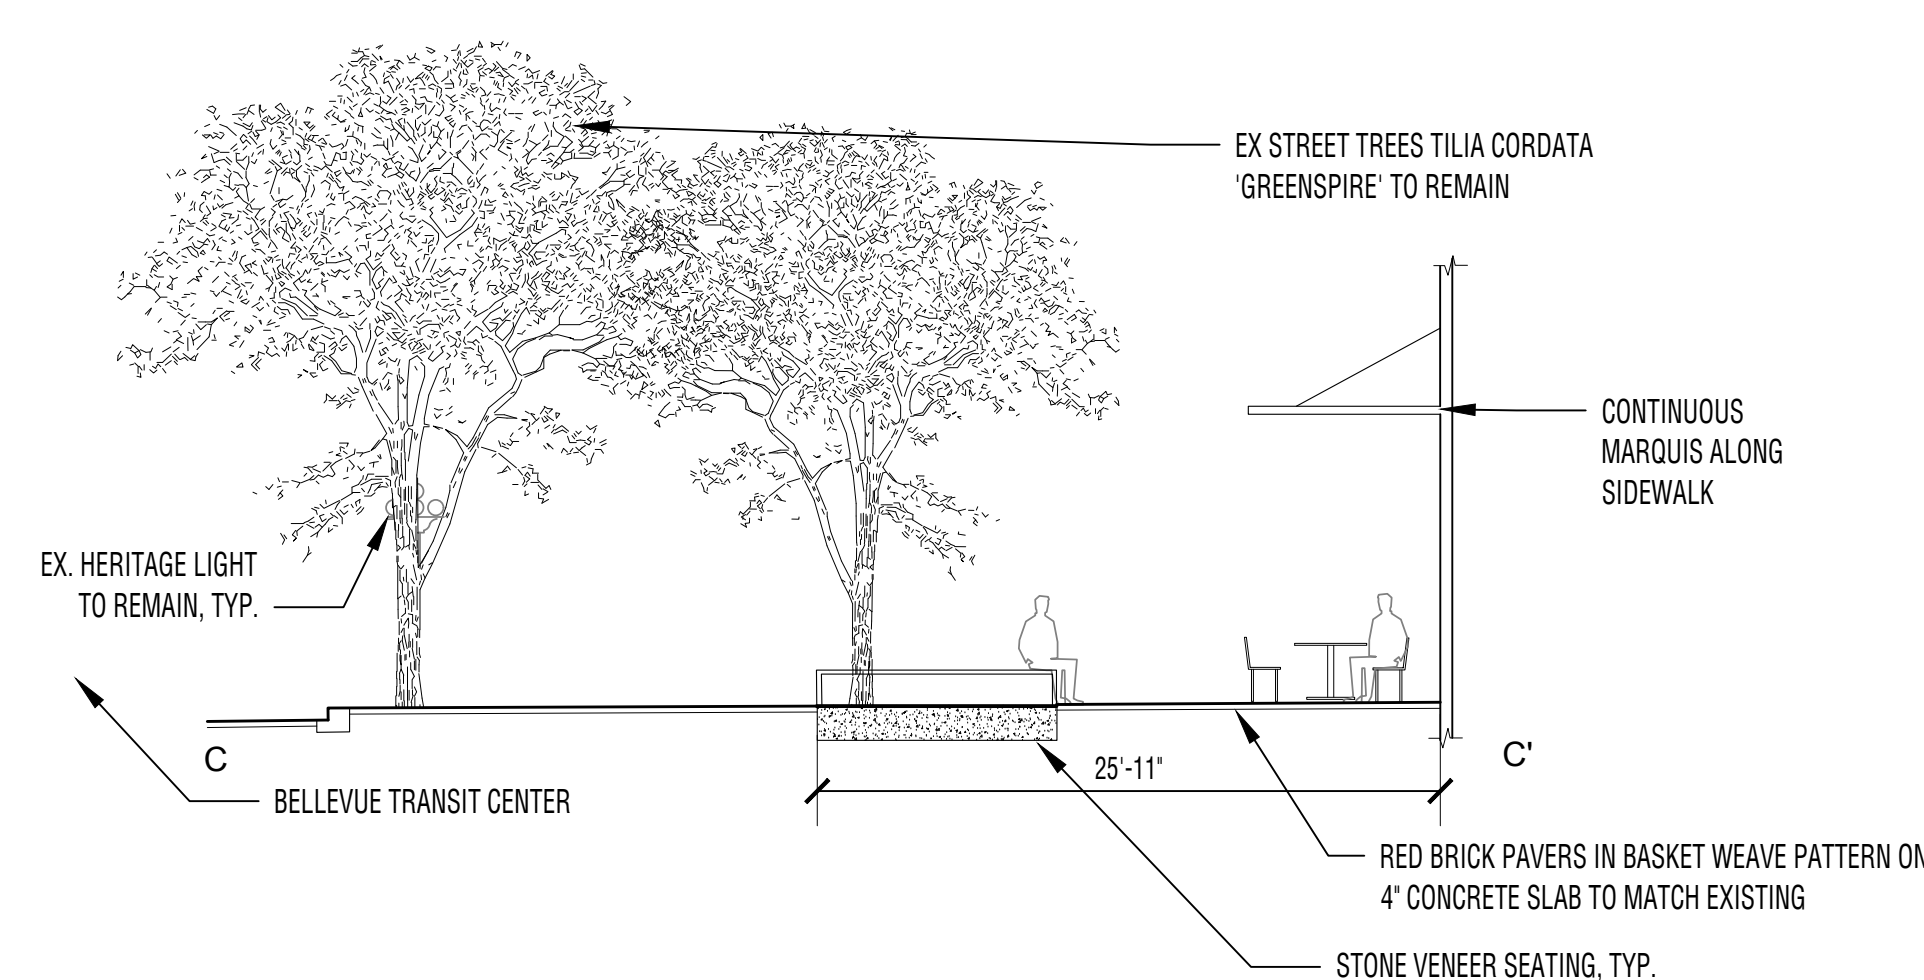 EX STREET TREES TILIA CORDATA
'GREENSPIRE' TO REMAIN
CONTINUOUS
MARQUIS ALONG
SIDEWALK
EX. HERITAGE LIGHT
TO REMAIN, TYP.
C
C'
25'-11"
BELLEVUE TRANSIT CENTER
RED BRICK PAVERS IN BASKET WEAVE PATTERN ON
4" CONCRETE SLAB TO MATCH EXISTING
STONE VENEER SEATING, TYP.